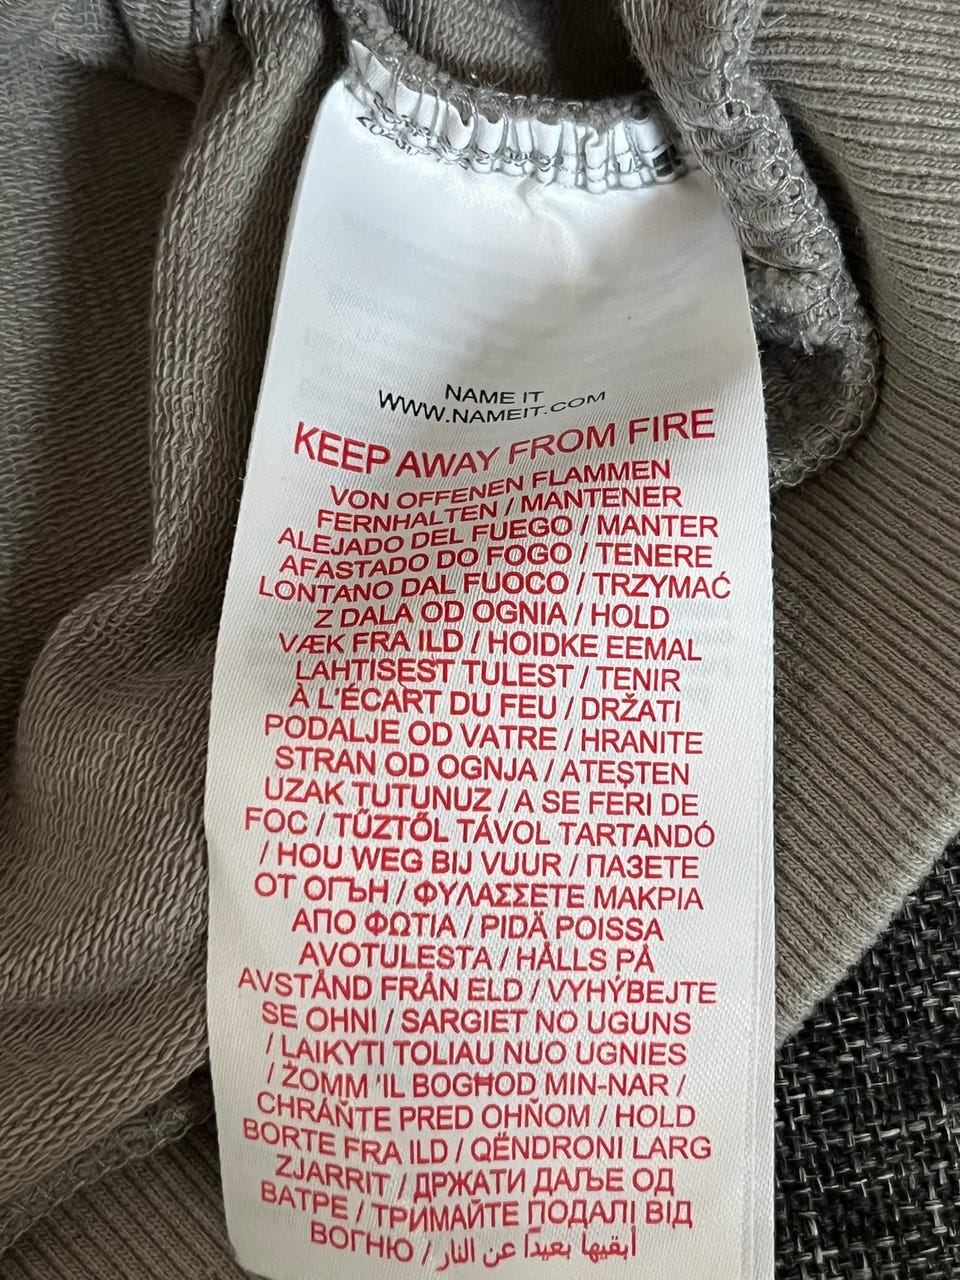 NAME IT
WWW.NAMEIT.COM
KEEP AWAY FROM FIRE
VON OFFENEN FLAMMEN
FERNHALTEN / MANTENER
ALEJADO DEL FUEGO / MANTER
AFASTADO DO FOGO / TENERE
LONTANO DAL FUOCO / TRZYMAĆ
Z DALA OD OGNIA / HOLD
VÆK FRA ILD / HOIDKE EEMAL
LAHTISEST TULEST / TENIR
À L'ÉCART DU FEU / DRŽATI
PODALJE OD VATRE / HRANITE
STRAN OD OGNJA / ATEŞTEN
UZAK TUTUNUZ / A SE FERI DE
FOC / TŰZTŐL TÁVOL TARTANDÓ
/ HOU WEG BIJ VUUR / ПАЗЕТЕ
ОТ ОГЪН / ΦΥΛΑΣΣΕΤΕ ΜΑΚΡΙΑ
ΑΠΟ ΦΩΤΙΑ / PIDÄ POISSA
AVOTULESTA / HÅLLS PÅ
AVSTÅND FRÅN ELD / VYHÝBEJTE
SE OHNI / SARGIET NO UGUNS
/ LAIKYTI TOLIAU NUO UGNIES
/ ŻOMM 'IL BOGĦOD MIN-NAR /
CHRÁŇTE PRED OHŇOM / HOLD
BORTE FRA ILD / QËNDRONI LARG
ZJARRIT / ДРЖАТИ ДАЉЕ ОД
ВАТРЕ / ТРИМАЙТЕ ПОДАЛІ ВІД
ВОГНЮ / أبقيها بعيدًا عن النار